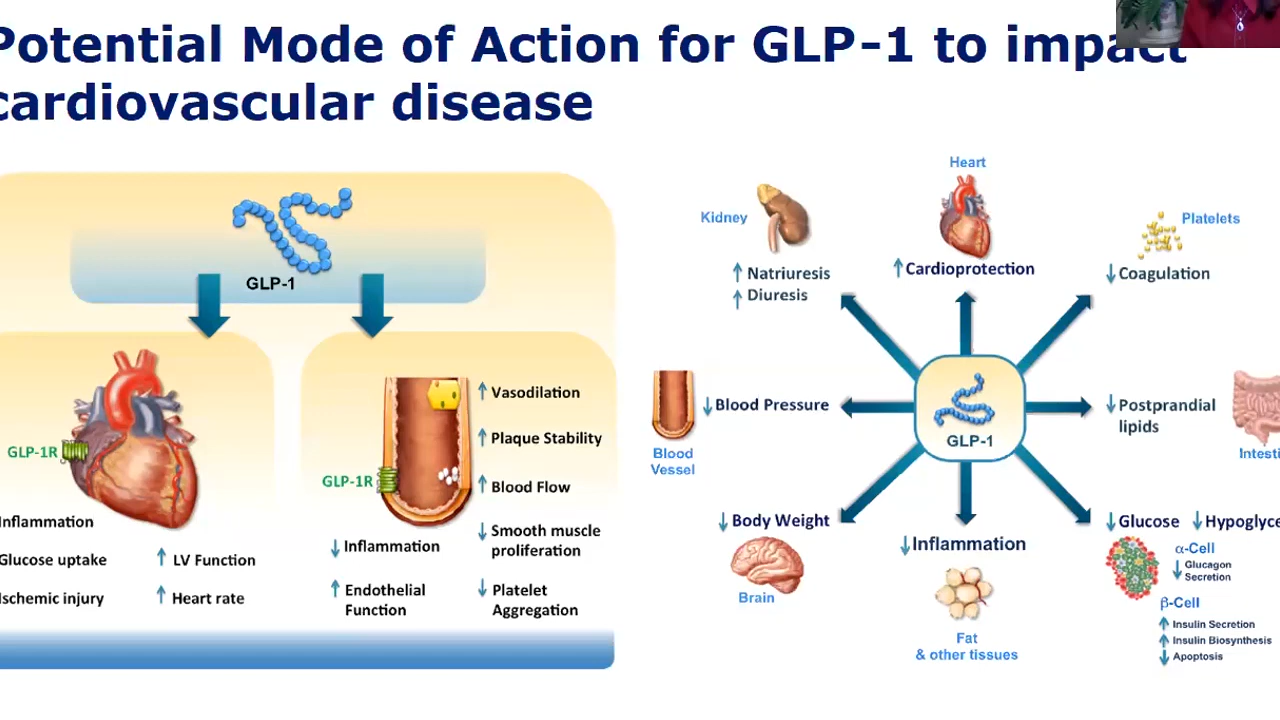 Potential Mode of Action for GLP-1 to impact
cardiovascular disease
GLP-1
GLP-1R
Inflammation
Glucose uptake
Ischemic injury
↑ LV Function
↑ Heart rate
GLP-1R
↓ Inflammation
↑ Endothelial
Function
↑ Vasodilation
↑ Plaque Stability
↑ Blood Flow
↓ Smooth muscle
proliferation
↓ Platelet
Aggregation
Heart
↑ Cardioprotection
Kidney
↑ Natriuresis
↑ Diuresis
Platelets
↓ Coagulation
Blood
Vessel
↓ Blood Pressure
GLP-1
↓ Postprandial
lipids
Intesti
↓ Body Weight
Brain
↓ Inflammation
Fat
& other tissues
↓ Glucose ↓ Hypoglyce
α-Cell
↓ Glucagon
Secretion
β-Cell
↑ Insulin Secretion
↑ Insulin Biosynthesis
↓ Apoptosis